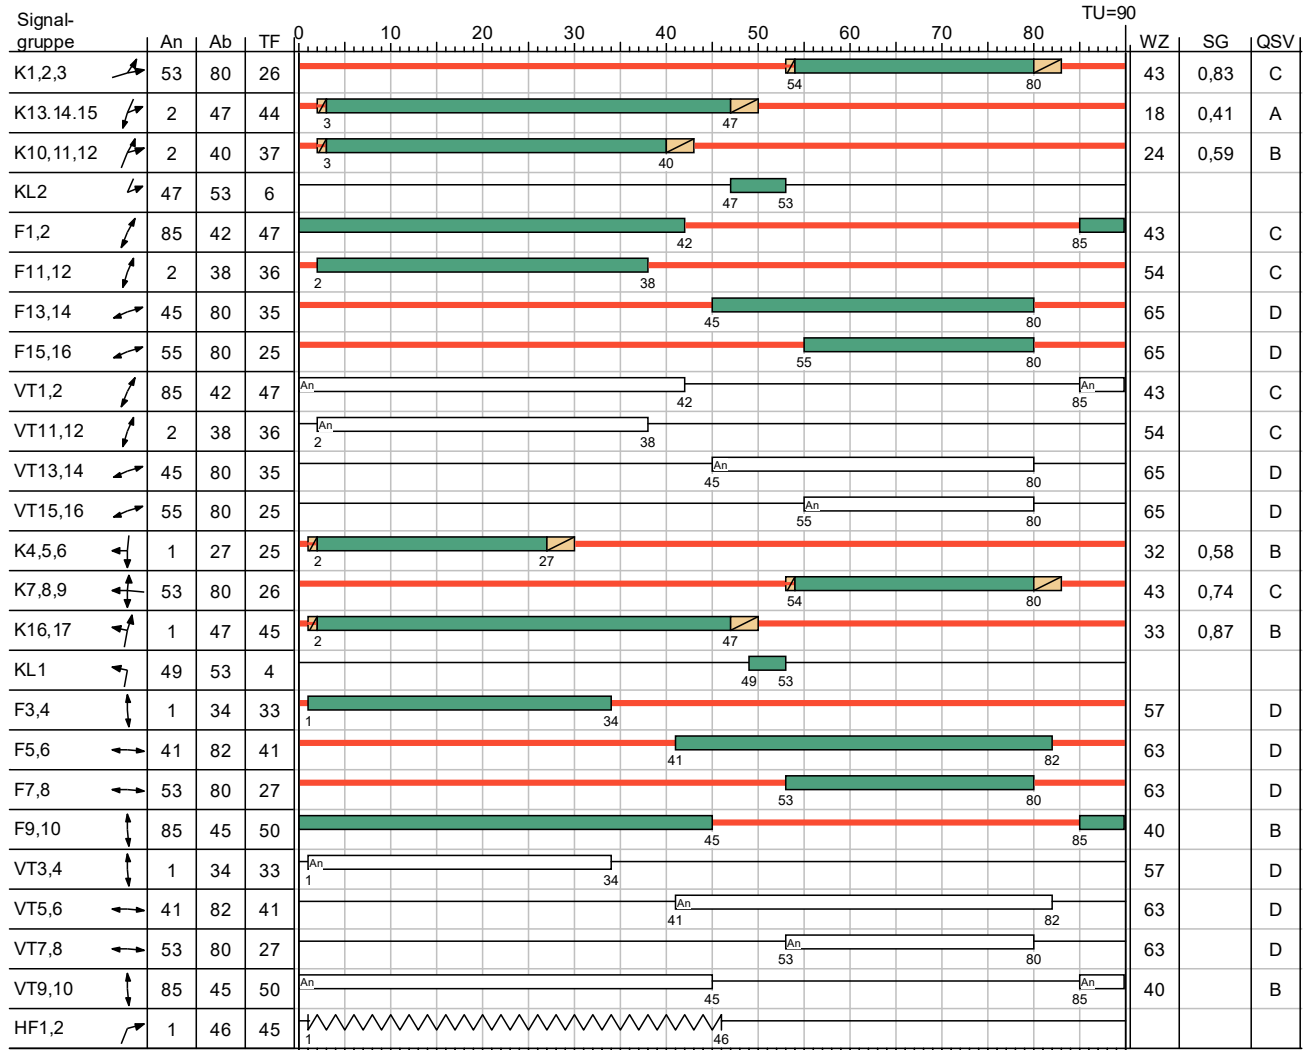 TU=90
Signal-
gruppe An Ab TF 0 10 20 30 40 50 60 70 80 WZ SG QSV
K1,2,3 53 80 26 43 0,83 C
54 80
K13.14.15 2 47 44 18 0,41 A
3 47
K10,11,12 2 40 37 24 0,59 B
3 40
KL2 47 53 6
47 53
F1,2 85 42 47 43 C
42 85
F11,12 2 38 36 54 C
2 38
F13,14 45 80 35 65 D
45 80
F15,16 55 80 25 65 D
55 80
VT1,2 85 42 47 An An 43 C
42 85
VT11,12 2 38 36 An 54 C
2 38
VT13,14 45 80 35 An 65 D
45 80
VT15,16 55 80 25 An 65 D
55 80
K4,5,6 1 27 25 32 0,58 B
2 27
K7,8,9 53 80 26 43 0,74 C
54 80
K16,17 1 47 45 33 0,87 B
2 47
KL1 49 53 4
49 53
F3,4 1 34 33 57 D
1 34
F5,6 41 82 41 63 D
41 82
F7,8 53 80 27 63 D
53 80
F9,10 85 45 50 40 B
45 85
VT3,4 1 34 33 An 57 D
1 34
VT5,6 41 82 41 An 63 D
41 82
VT7,8 53 80 27 An 63 D
53 80
VT9,10 85 45 50 An An 40 B
45 85
HF1,2 1 46 45
1 46